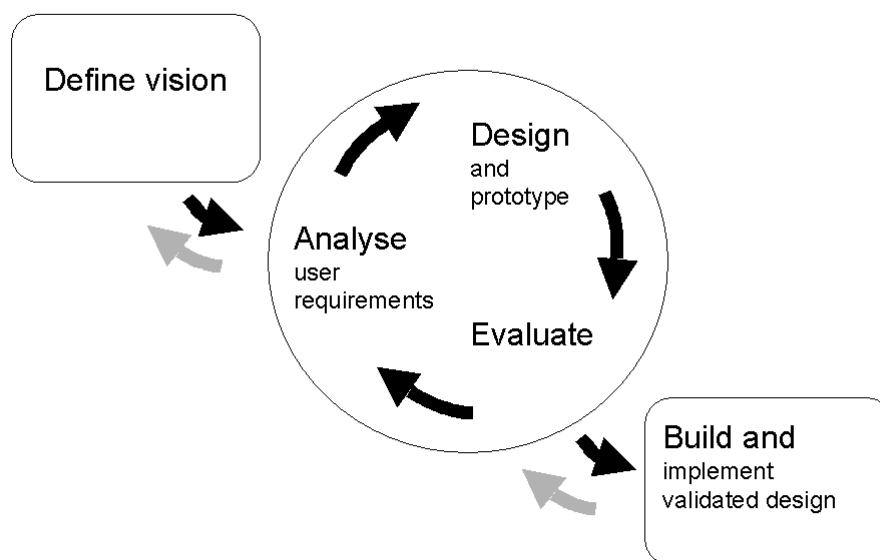 Define vision
Design
and
prototype
Analyse
user
requirements
Evaluate
Build and
implement
validated design